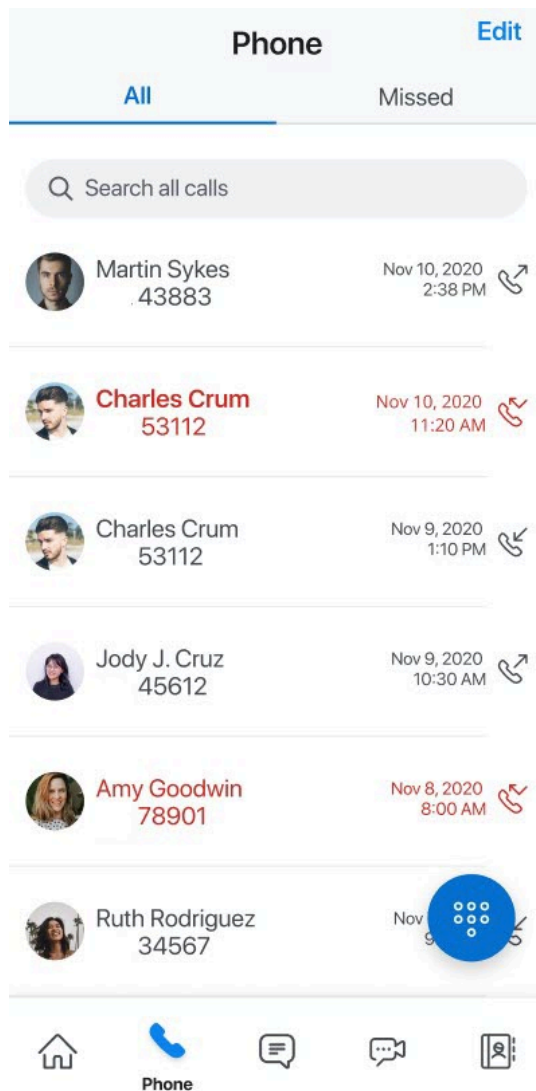 Phone
Edit
All
Missed
Search all calls
Martin Sykes
43883
Nov 10, 2020
2:38 PM
Charles Crum
53112
Nov 10, 2020
11:20 AM
Charles Crum
53112
Nov 9, 2020
1:10 PM
Jody J. Cruz
45612
Nov 9, 2020
10:30 AM
Amy Goodwin
78901
Nov 8, 2020
8:00 AM
Ruth Rodriguez
34567
Nov
9
Phone